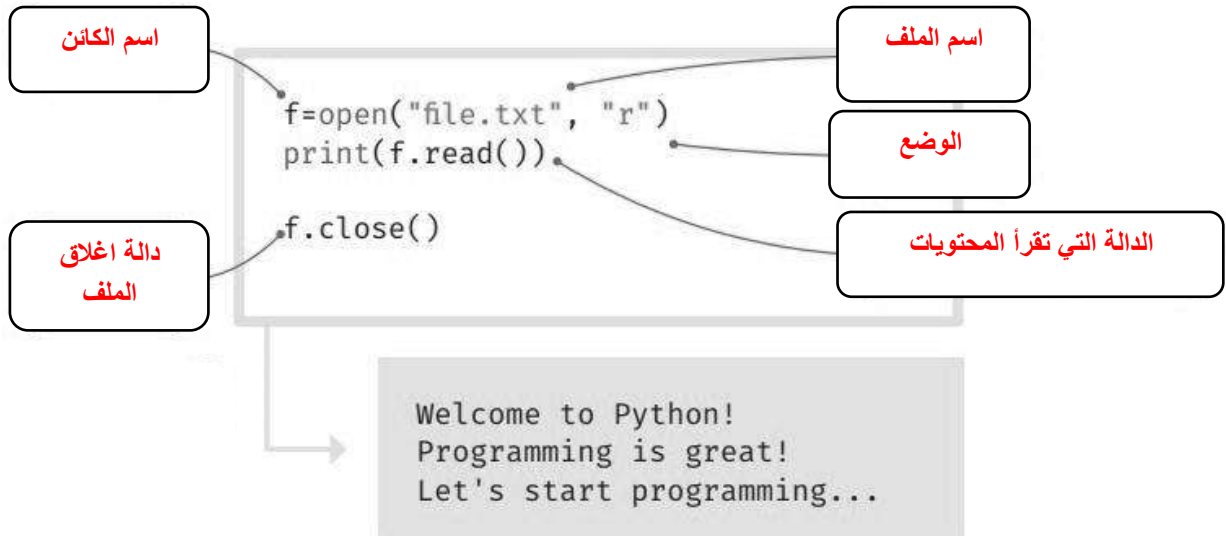 اسم الكائن
اسم الملف
f=open("file.txt", "r")
print(f.read())
الوضع
f.close()
دالة اغلاق
الملف
الدالة التي تقرأ المحتويات
Welcome to Python!
Programming is great!
Let's start programming...